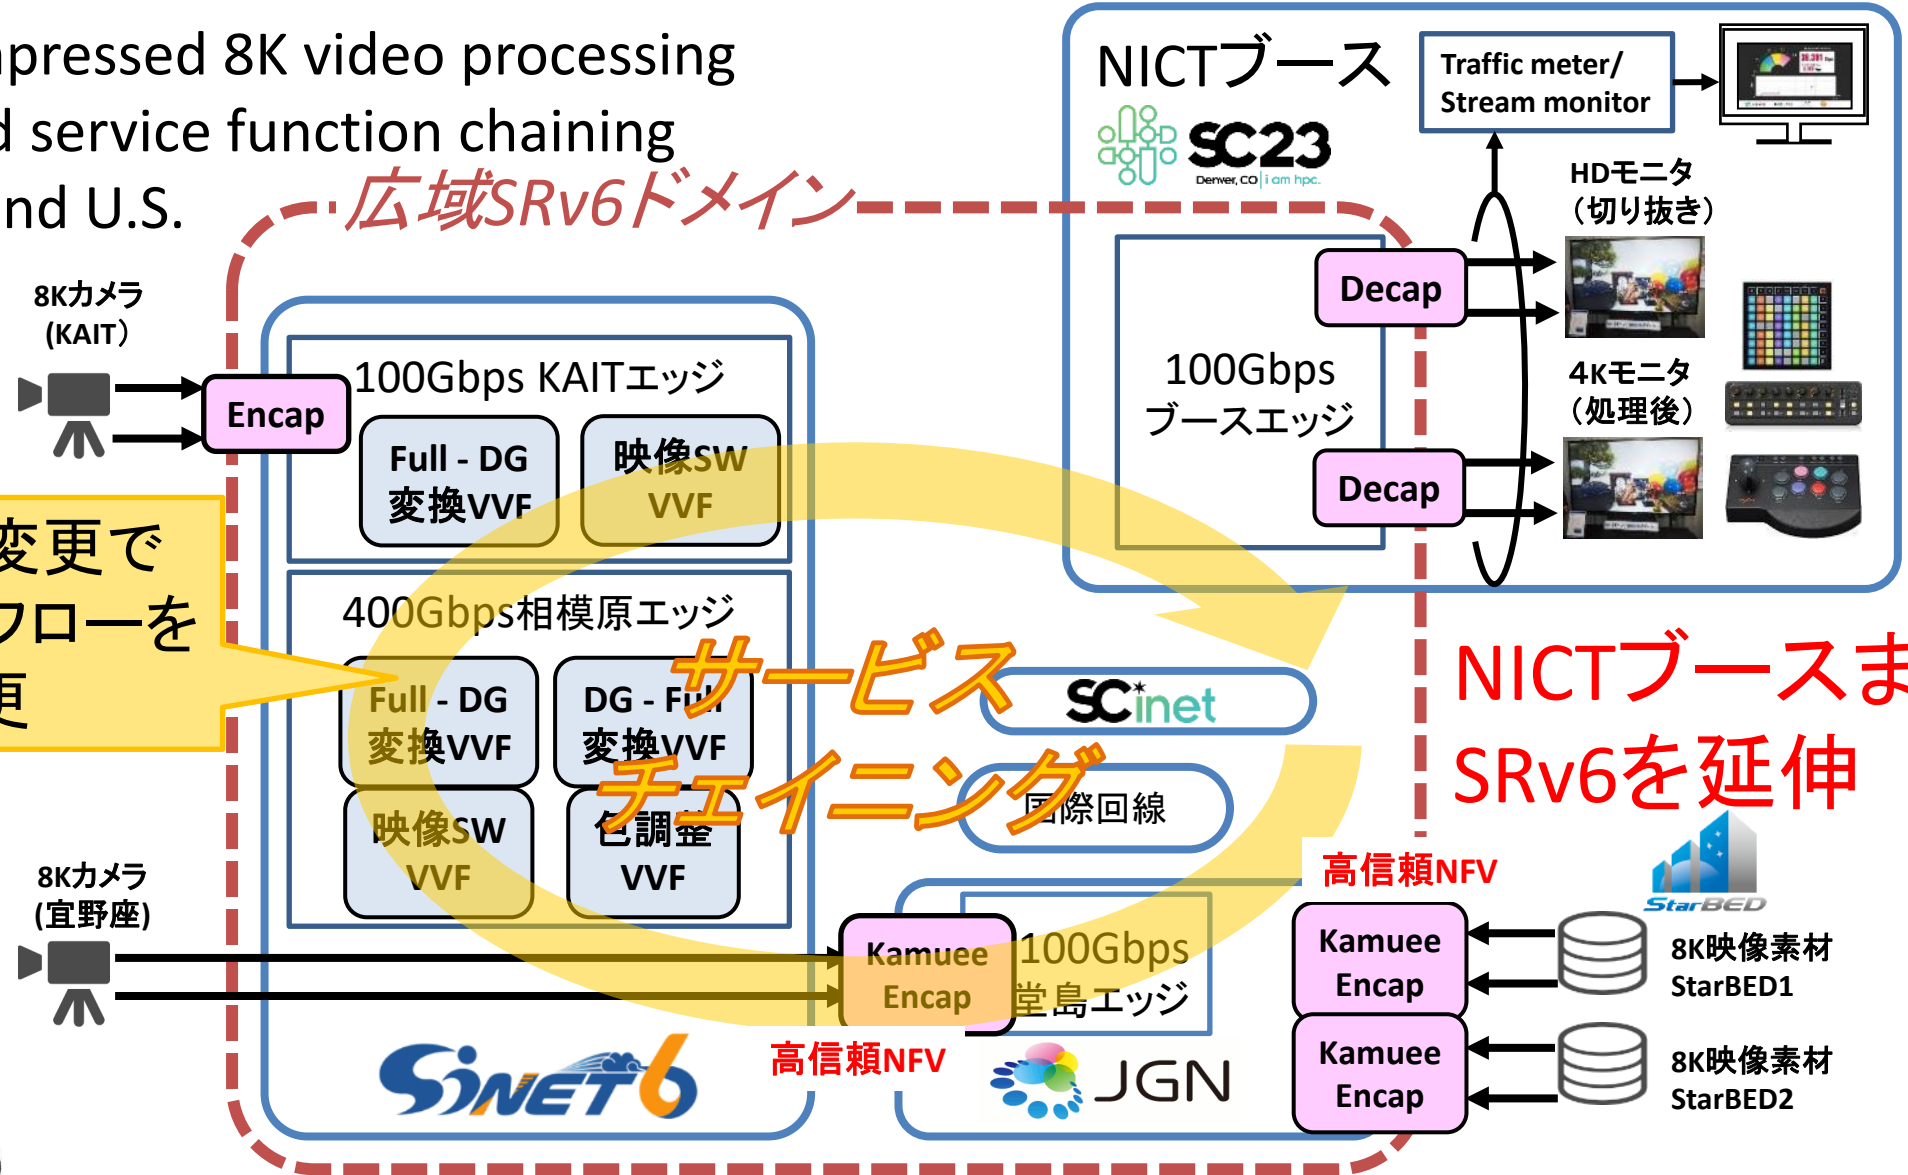 pressed 8K video processing
service function chaining
nd U.S.
広域SRv6ドメイン
NICTブース
SC23
Denver, CO i am hpc.
Traffic meter/
Stream monitor
HDモニタ
（切り抜き）
4Kモニタ
（処理後）
Decap
Decap
100Gbps
ブースエッジ
8Kカメラ
(KAIT）
Encap
100Gbps KAITエッジ
Full - DG
変換VVF
映像SW
VVF
変更で
フローを
更
400Gbps相模原エッジ
Full - DG
変換VVF
DG - Full
変換VVF
映像SW
VVF
色調整
VVF
サービス
チェイニング
SCinet
国際回線
NICTブースま
SRv6を延伸
8Kカメラ
(宜野座)
Kamuee
Encap
高信頼NFV
100Gbps
堂島エッジ
SINET6
JGN
高信頼NFV
Kamuee
Encap
Kamuee
Encap
StarBED
8K映像素材
StarBED1
8K映像素材
StarBED2